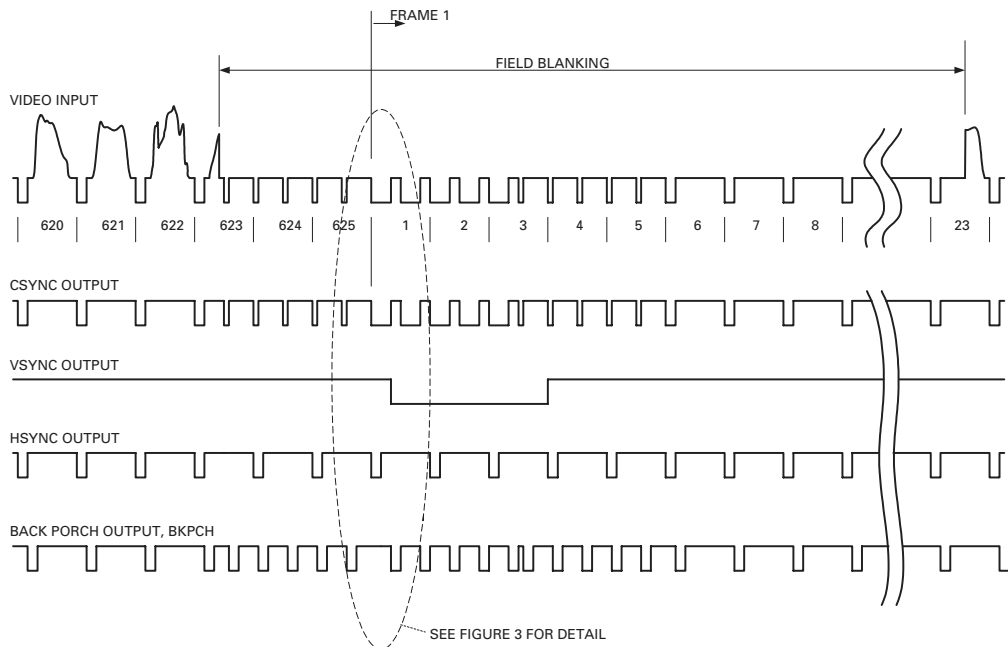 FRAME 1
FIELD BLANKING
VIDEO INPUT
620 621 622 623 624 625 1 2 3 4 5 6 7 8 23
CSYNC OUTPUT
VSYNC OUTPUT
HSYNC OUTPUT
BACK PORCH OUTPUT, BKPCH
SEE FIGURE 3 FOR DETAIL